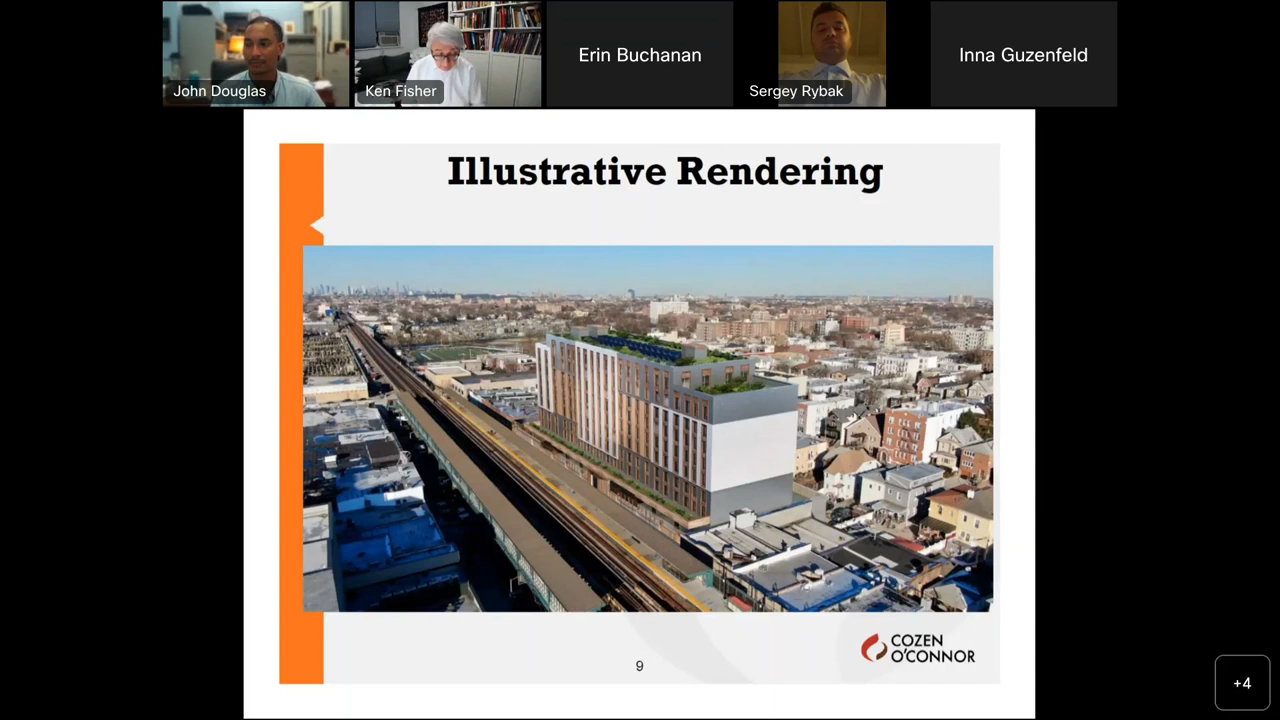 John Douglas
Ken Fisher
Erin Buchanan
Sergey Rybak
Inna Guzenfeld
Illustrative Rendering
COZEN
O'CONNOR
9
+4